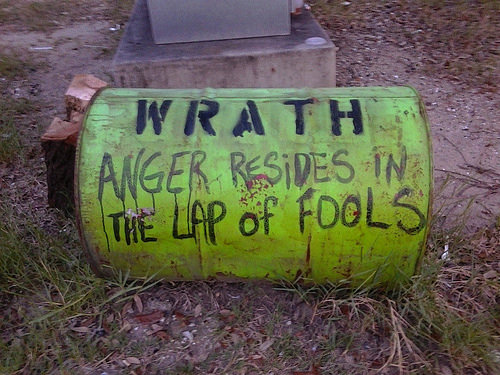 WRATH
ANGER RESiDES iN
THE LAP oF FOOLS